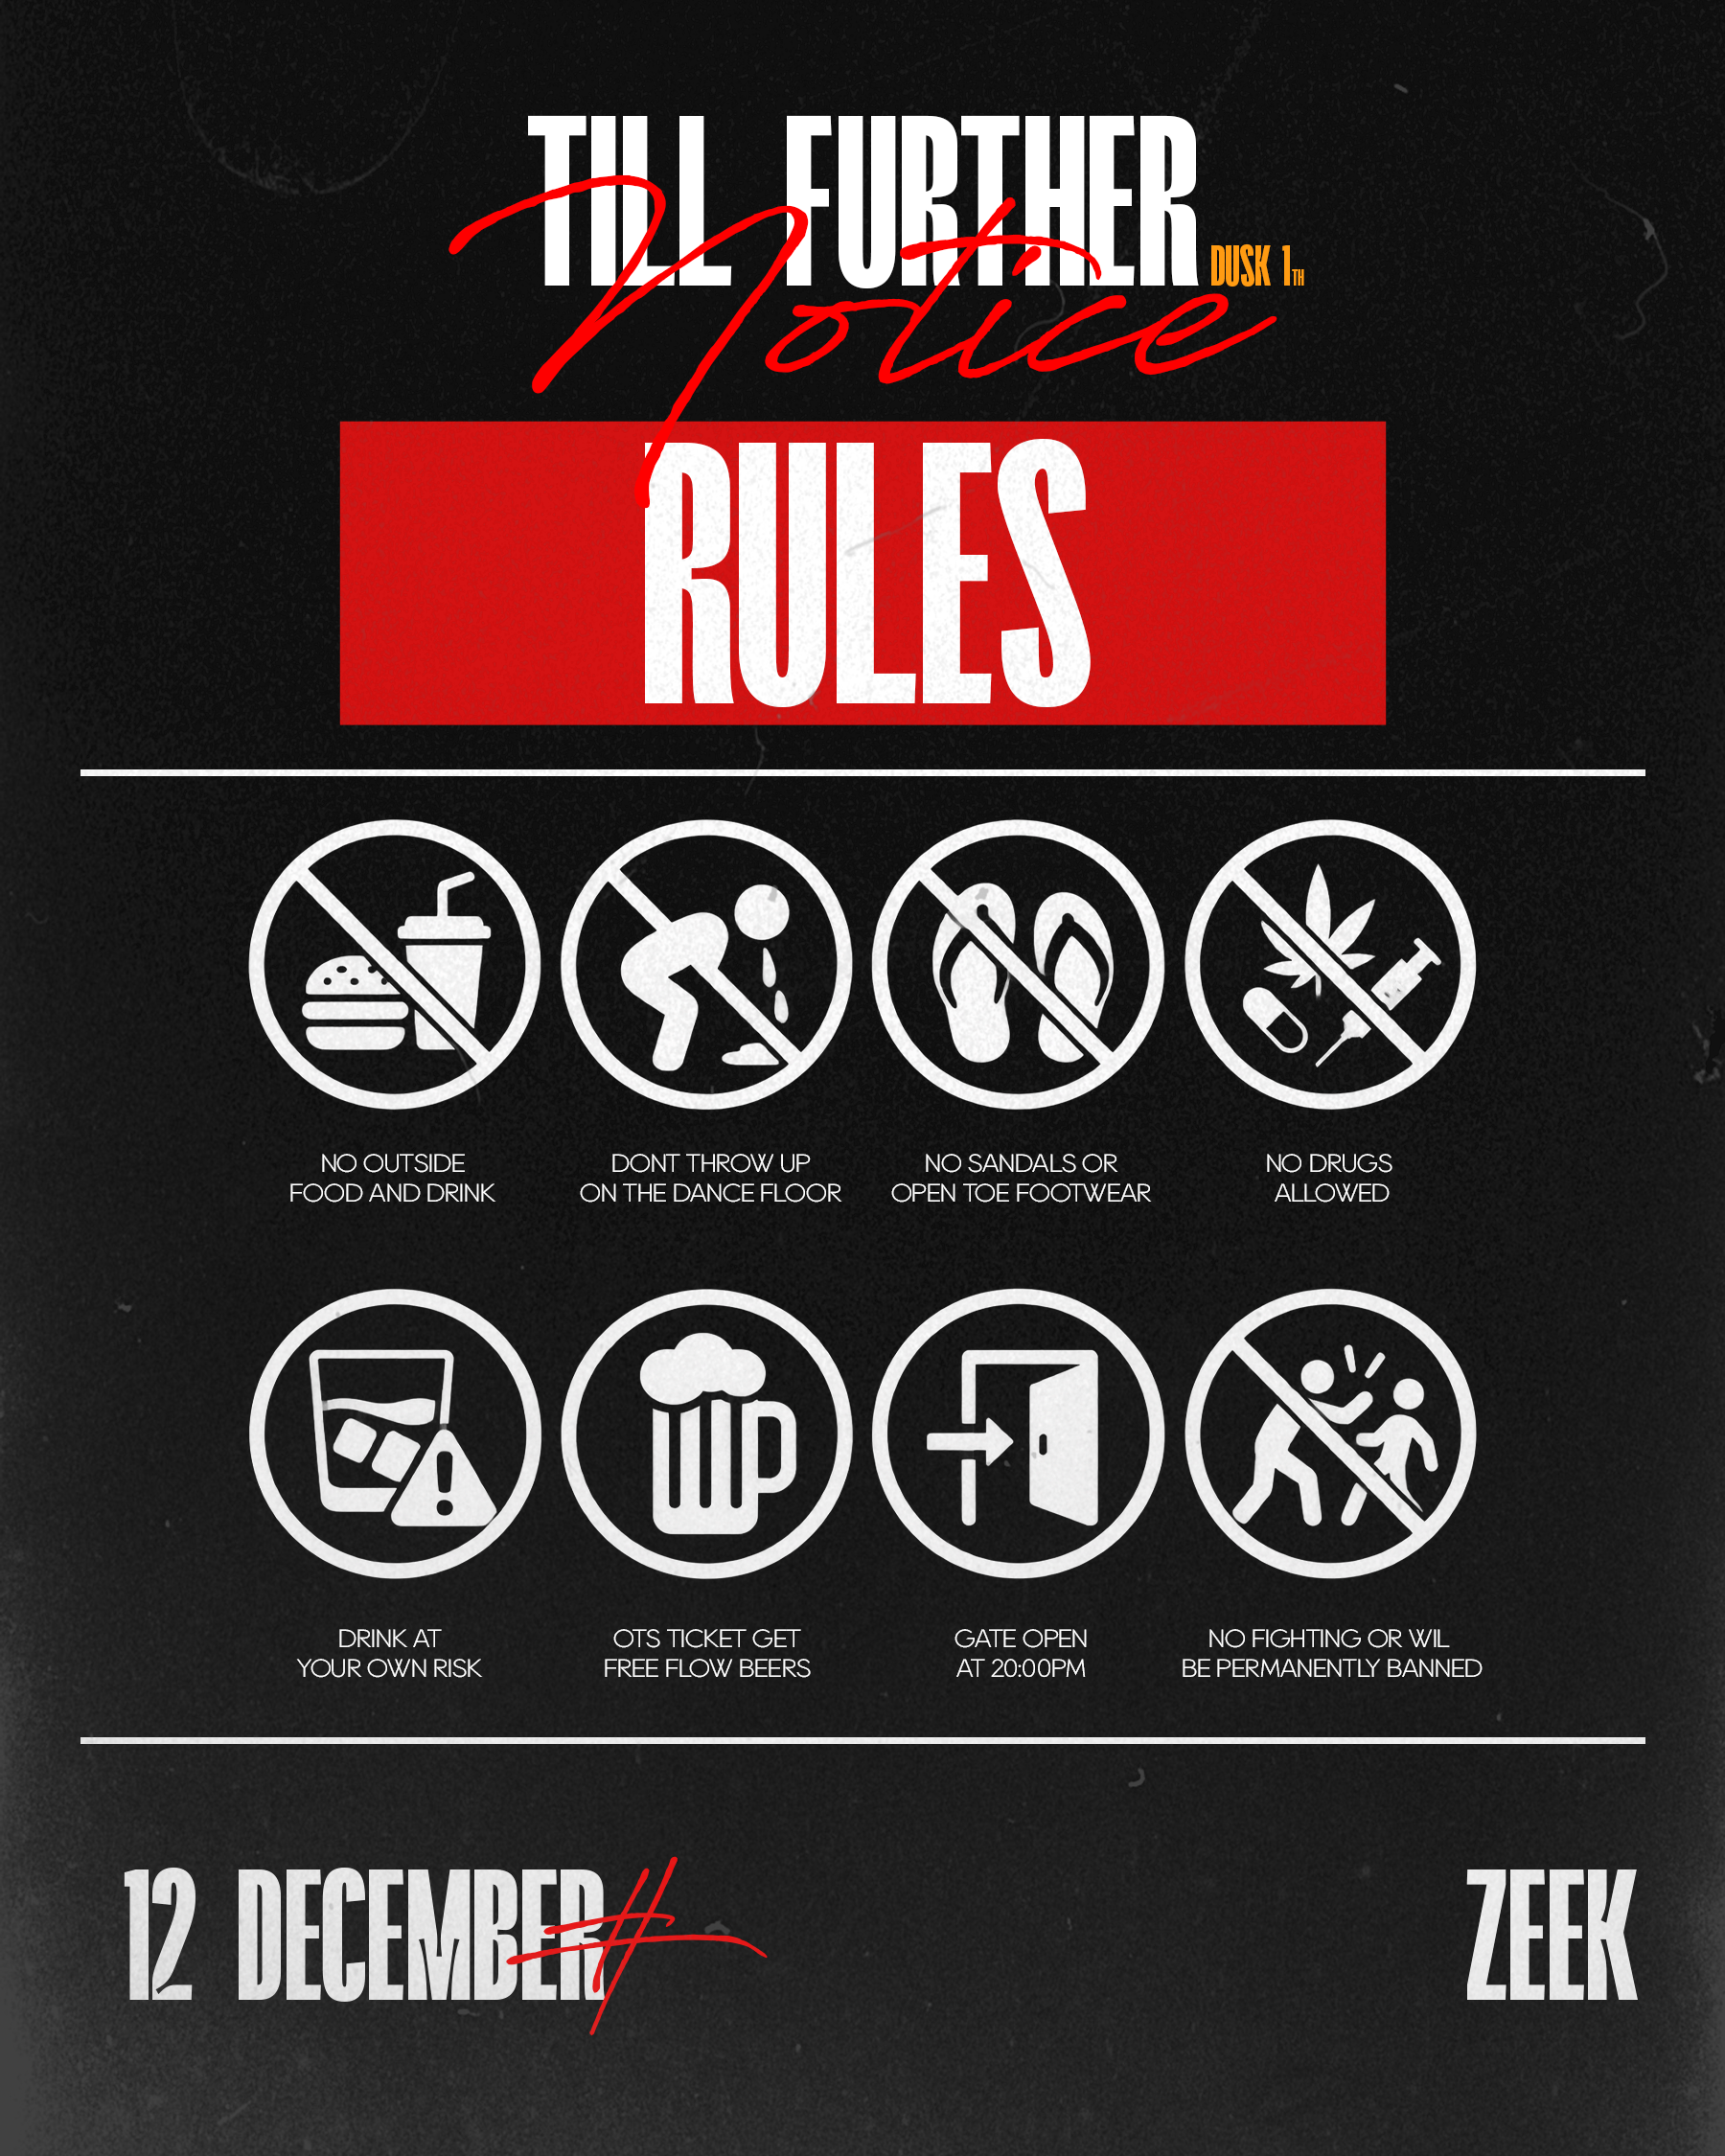 TILL FURTHER
Notice
DUSK 1TH
RULES
NO OUTSIDE
FOOD AND DRINK
DONT THROW UP
ON THE DANCE FLOOR
NO SANDALS OR
OPEN TOE FOOTWEAR
NO DRUGS
ALLOWED
DRINK AT
YOUR OWN RISK
OTS TICKET GET
FREE FLOW BEERS
GATE OPEN
AT 20:00PM
NO FIGHTING OR WIL
BE PERMANENTLY BANNED
12 DECEMBER
ZEEK